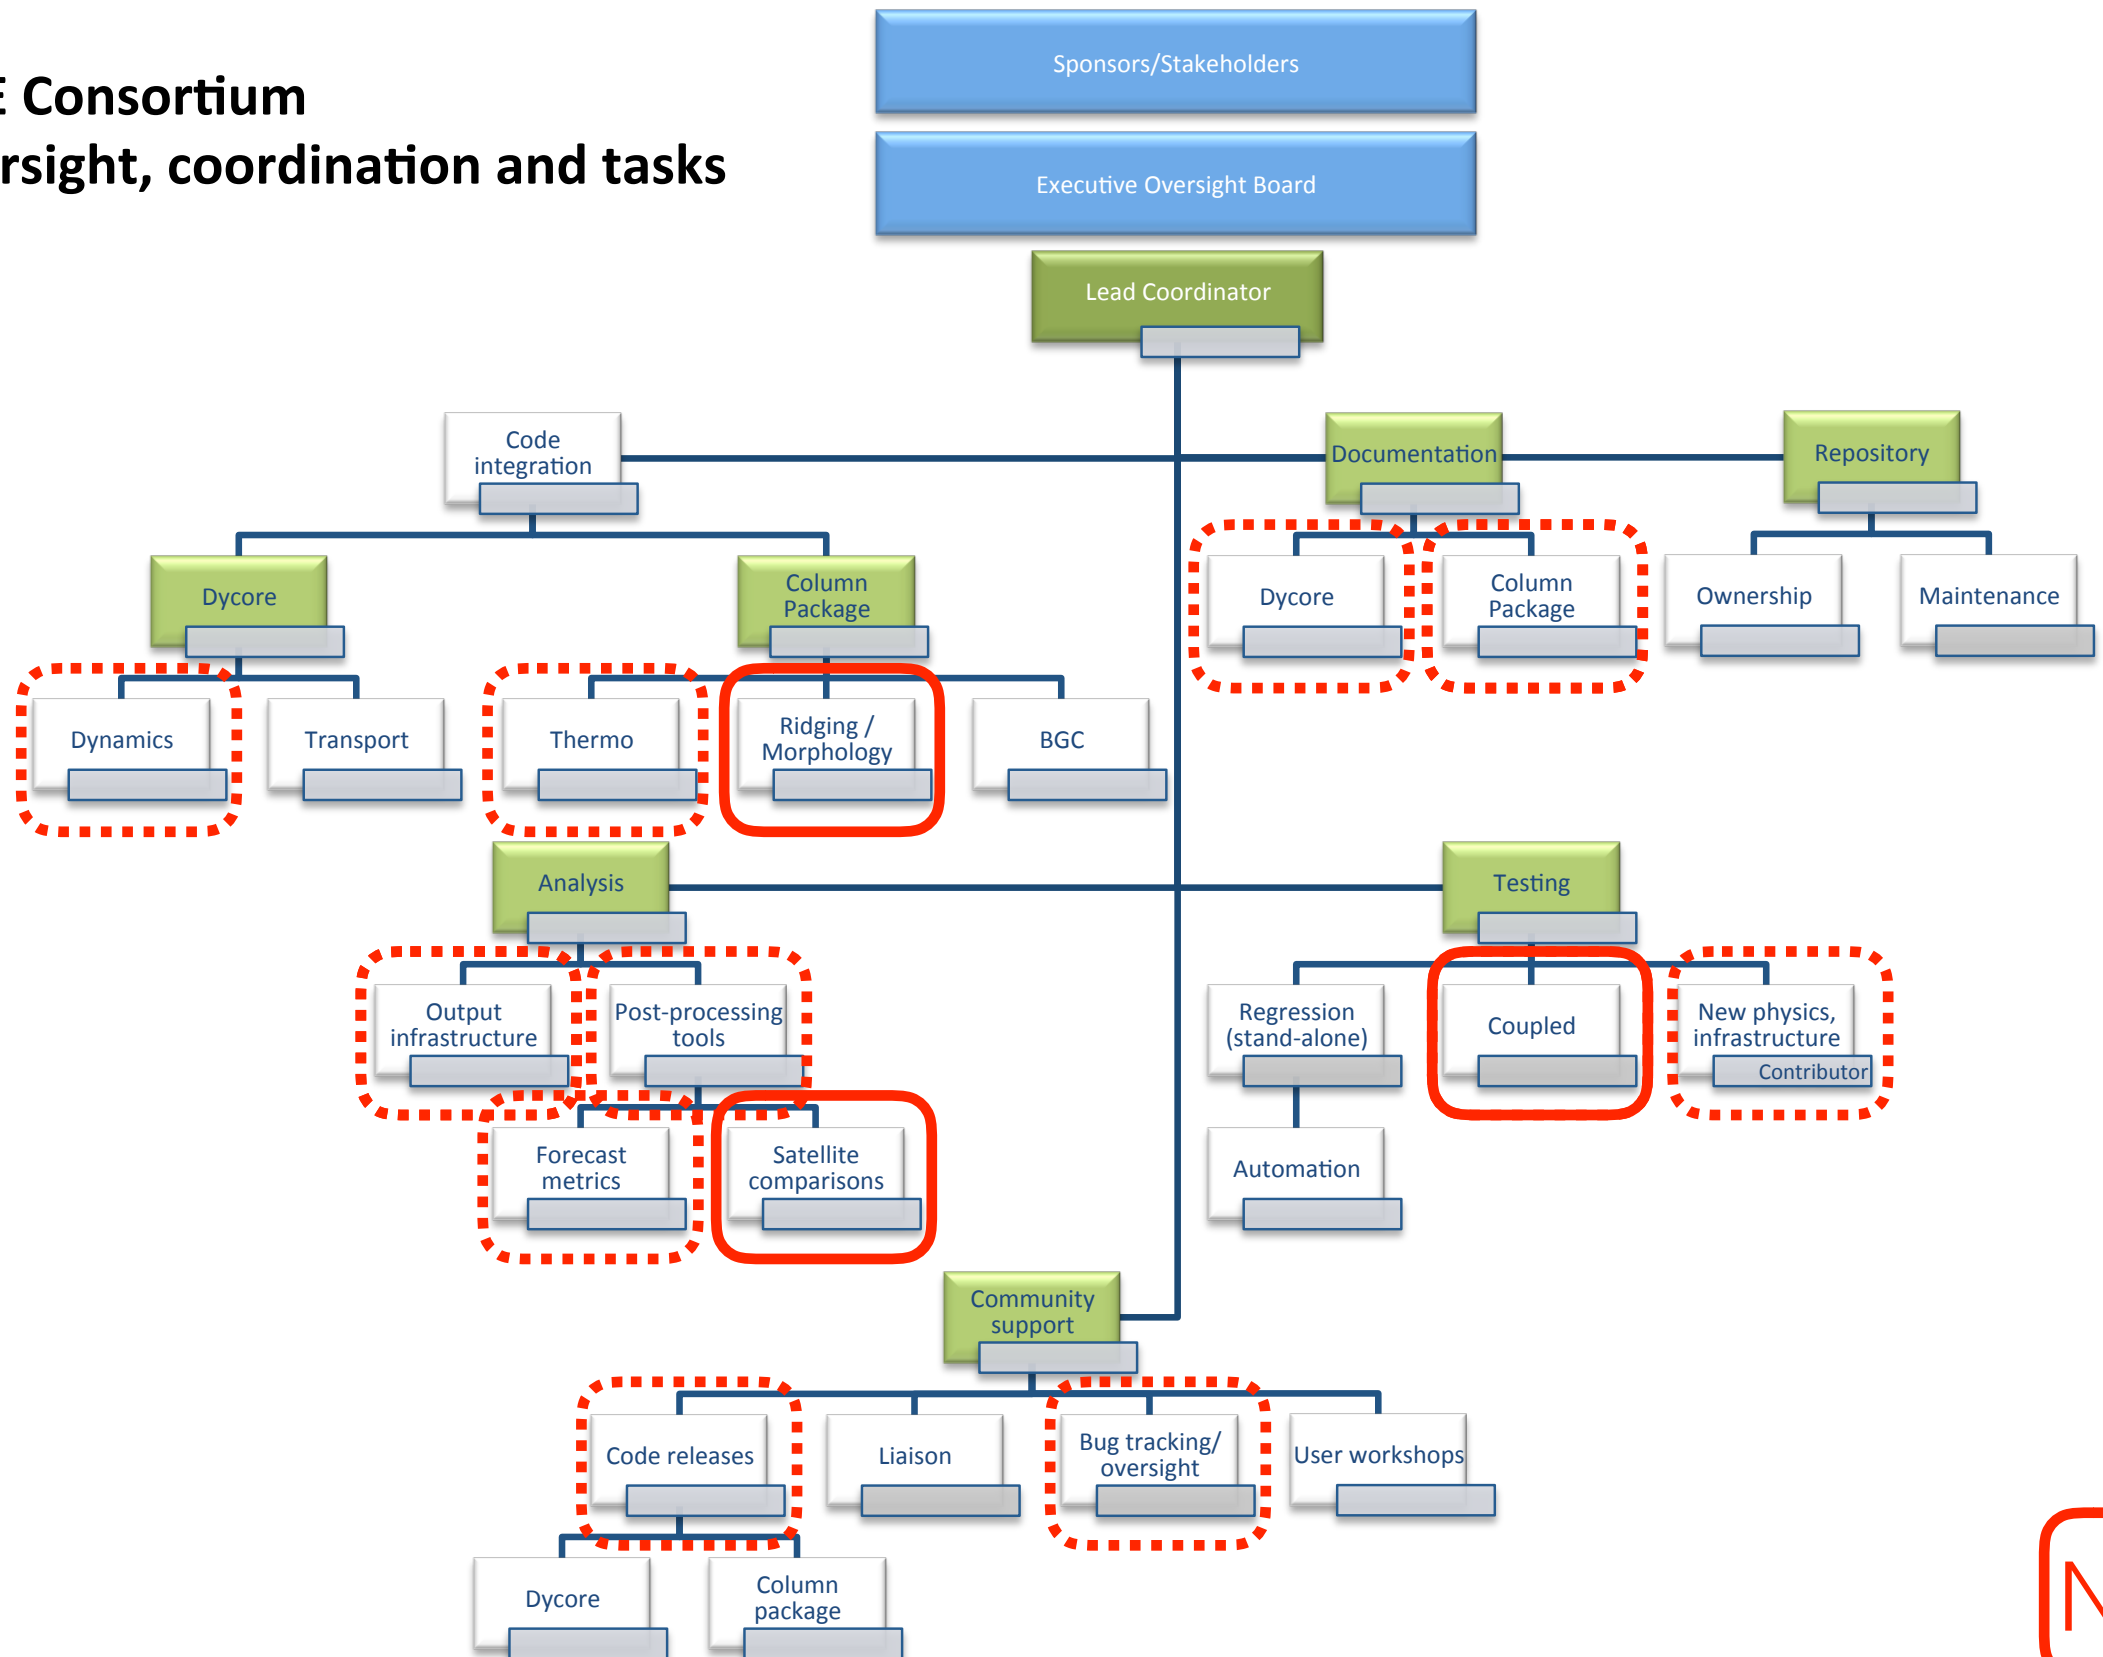 E Consortium
rsight, coordination and tasks
Sponsors/Stakeholders
Executive Oversight Board
Lead Coordinator
Code
integration
Documentation
Repository
Dycore
Column
Package
Dycore
Column
Package
Ownership
Maintenance
Dynamics
Transport
Thermo
Ridging /
Morphology
BGC
Analysis
Testing
Output
infrastructure
Post-processing
tools
Regression
(stand-alone)
Coupled
New physics,
infrastructure
Contributor
Forecast
metrics
Satellite
comparisons
Automation
Community
support
Code releases
Liaison
Bug tracking/
oversight
User workshops
Dycore
Column
package